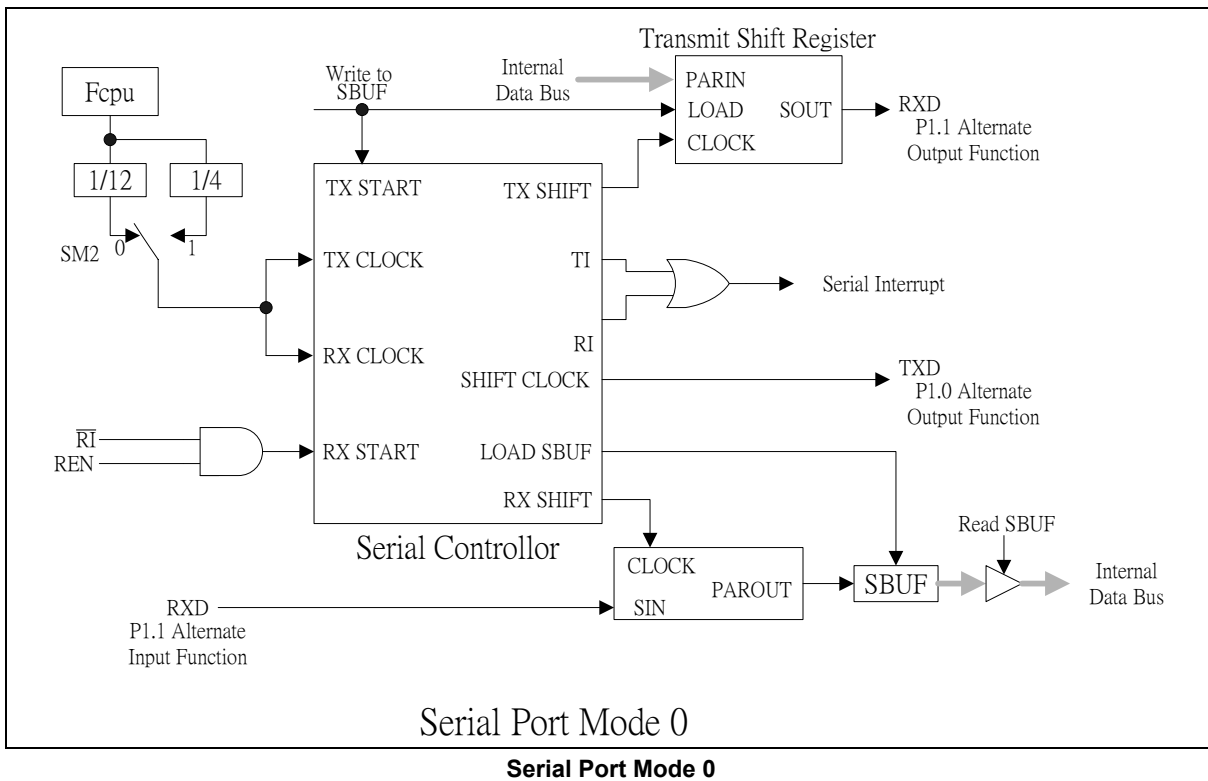 Transmit Shift Register
Fcpu
Write to
SBUF
Internal
Data Bus
PARIN
LOAD
SOUT
CLOCK
RXD
P1.1 Alternate
Output Function
1/12
1/4
SM2
0
1
TX START
TX SHIFT
TX CLOCK
TI
Serial Interrupt
RX CLOCK
RI
SHIFT CLOCK
TXD
P1.0 Alternate
Output Function
R̅I̅
REN
RX START
LOAD SBUF
RX SHIFT
Serial Controllor
Read SBUF
CLOCK
PAROUT
SIN
SBUF
Internal
Data Bus
RXD
P1.1 Alternate
Input Function
Serial Port Mode 0
Serial Port Mode 0